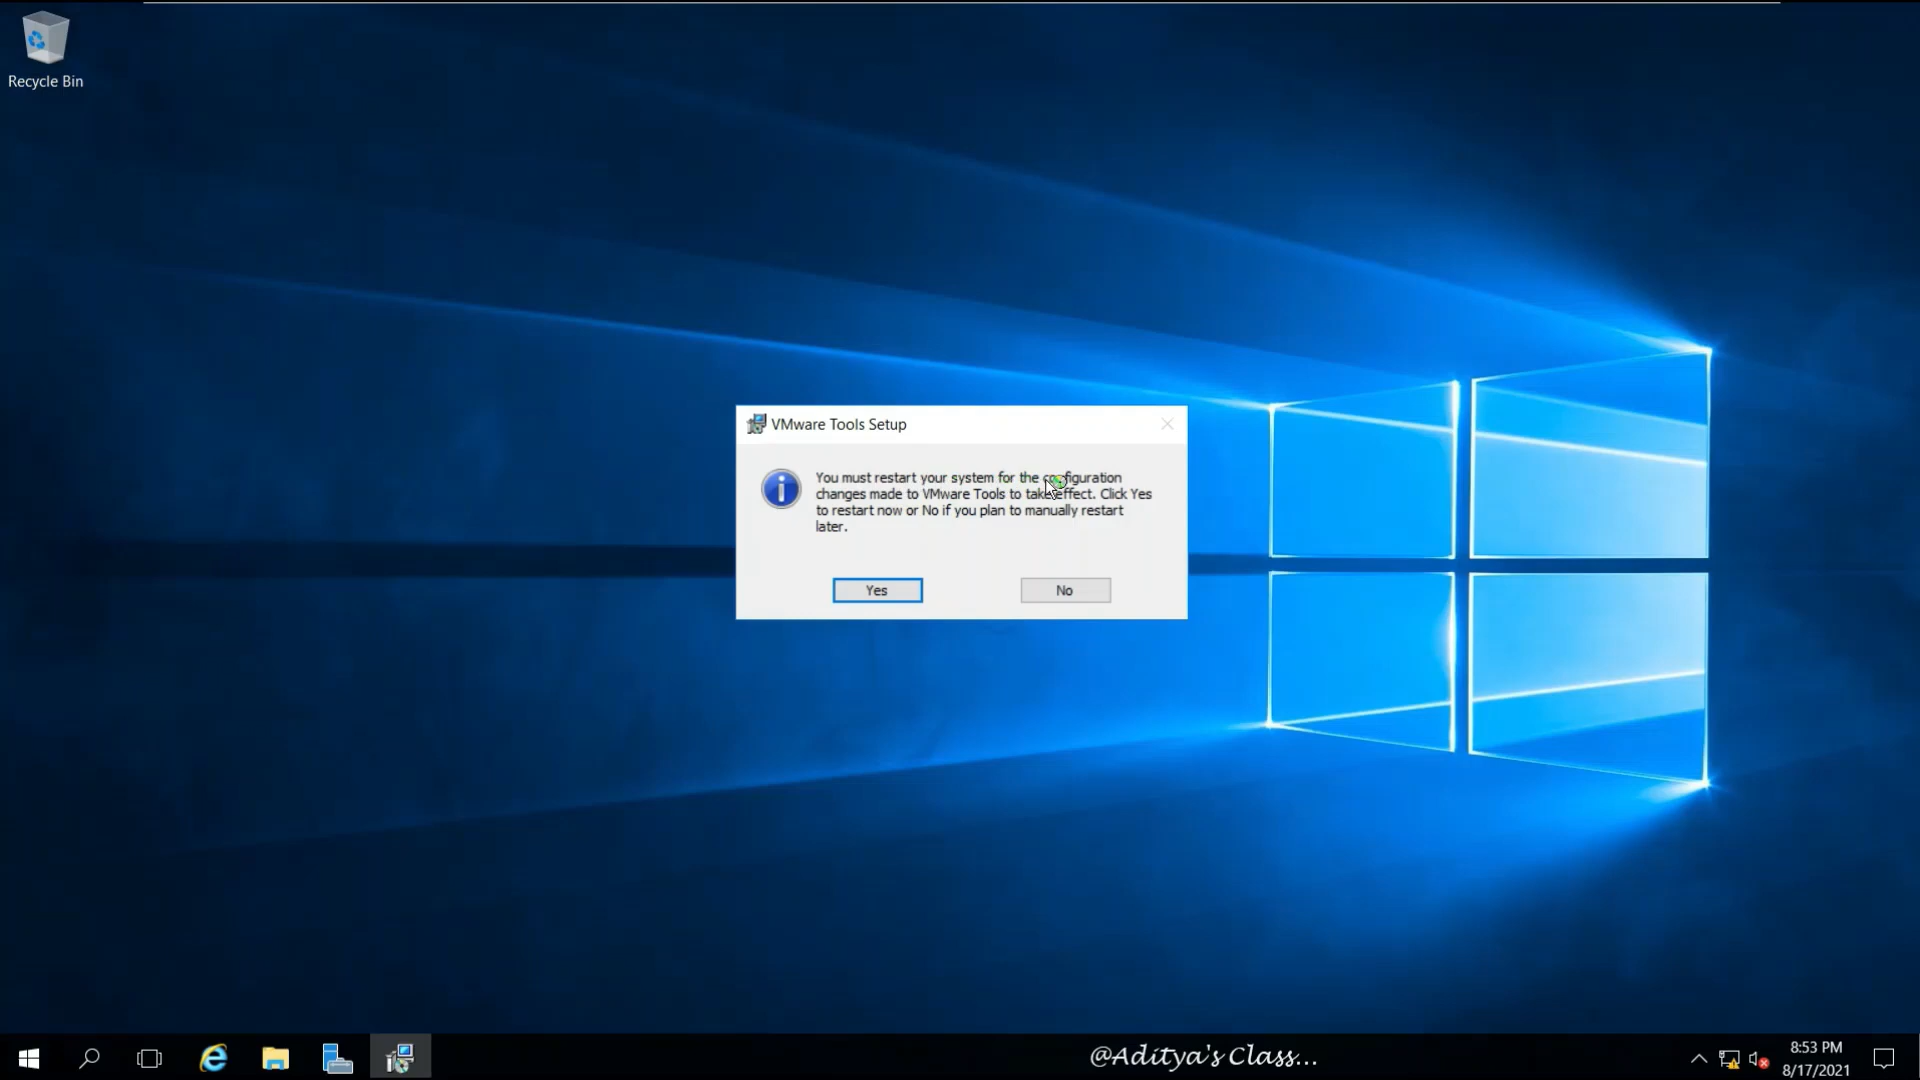 Recycle Bin
VMware Tools Setup
You must restart your system for the configuration
changes made to VMware Tools to take effect. Click Yes
to restart now or No if you plan to manually restart
later.
Yes
No
@Aditya's Class...
8:53 PM
8/17/2021